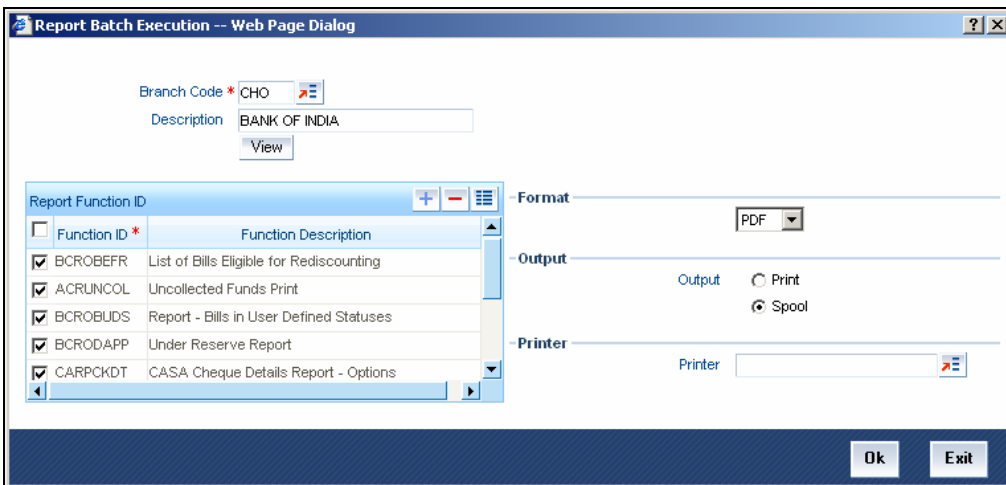 Report Batch Execution -- Web Page Dialog
Branch Code * CHO
Description BANK OF INDIA
View
Report Function ID
Function ID * Function Description
BCROBEFR List of Bills Eligible for Rediscounting
ACRUNCOL Uncollected Funds Print
BCROBUDS Report - Bills in User Defined Statuses
BCRODAPP Under Reserve Report
CARPCKDT CASA Cheque Details Report - Options
Format
PDF
Output
Output Print
Spool
Printer
Printer
Ok Exit